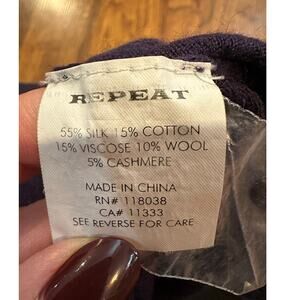 REPEAT
55% SILK 15% COTTON
15% VISCOSE 10% WOOL
5% CASHMERE
MADE IN CHINA
RN# 118038
CA# 11333
SEE REVERSE FOR CARE